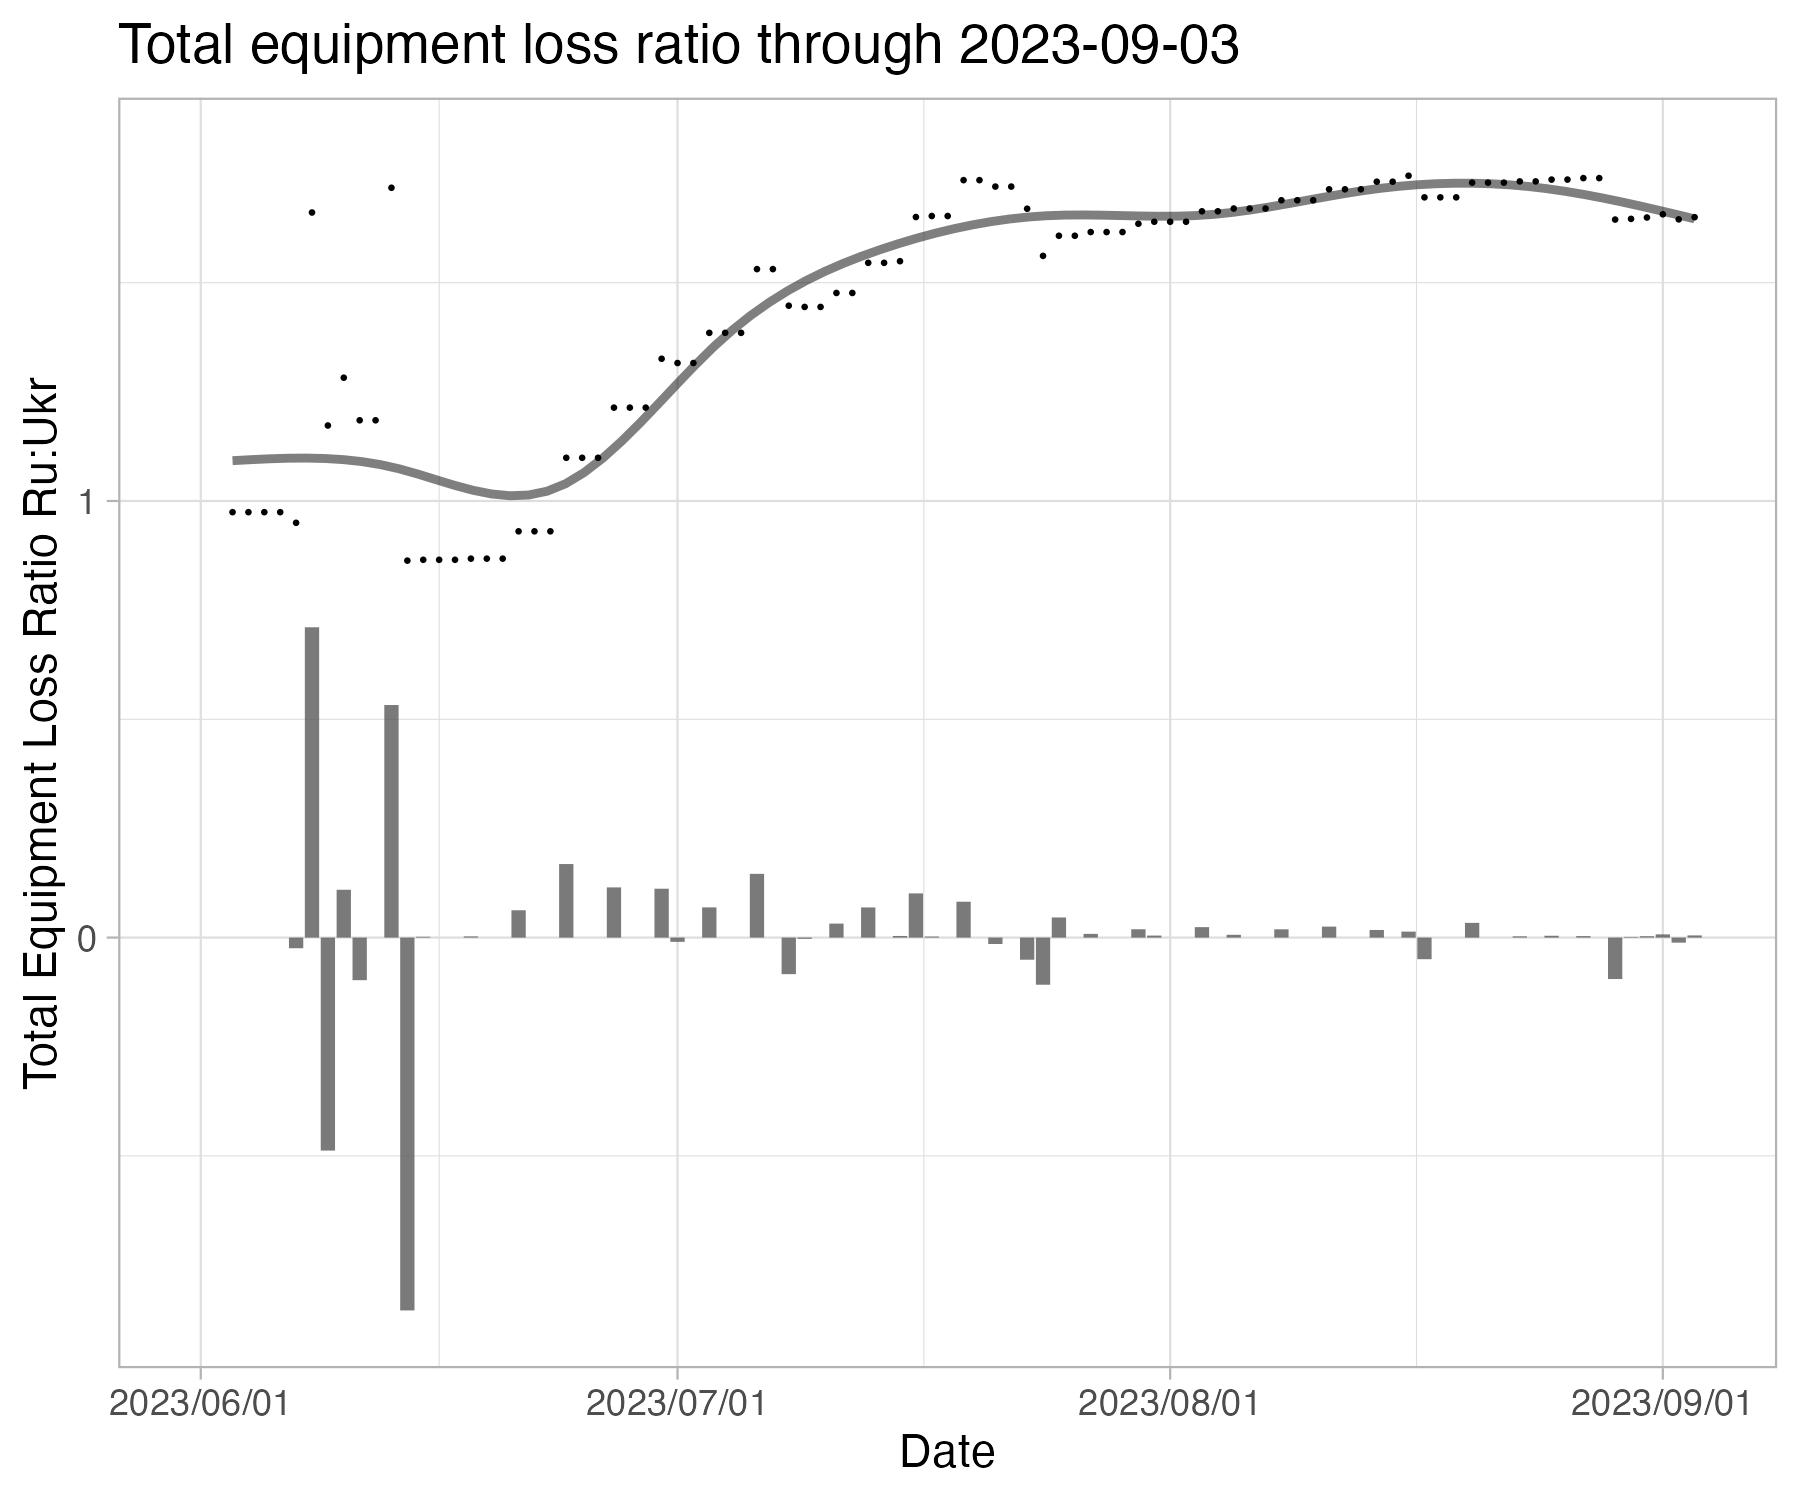 Total equipment loss ratio through 2023-09-03
Total Equipment Loss Ratio Ru:Ukr
1
0
2023/06/01
2023/07/01
2023/08/01
2023/09/01
Date